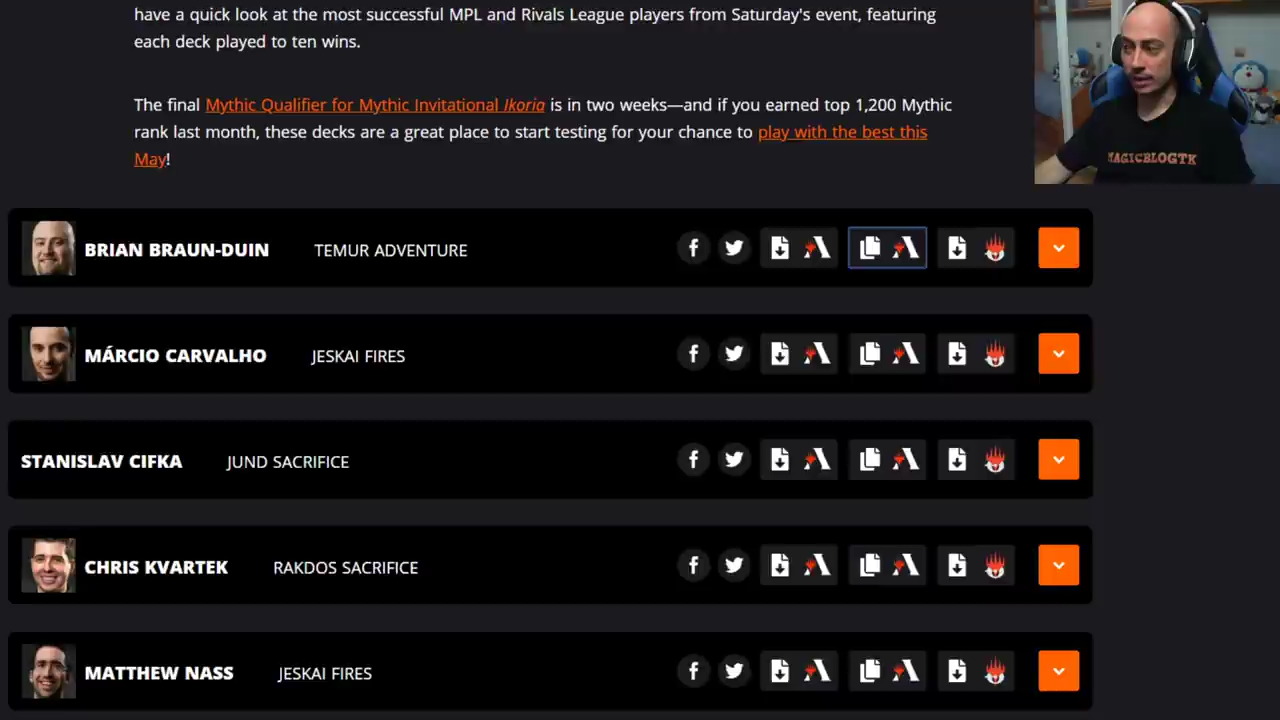 have a quick look at the most successful MPL and Rivals League players from Saturday's event, featuring
each deck played to ten wins.
The final Mythic Qualifier for Mythic Invitational Ikoria is in two weeks—and if you earned top 1,200 Mythic
rank last month, these decks are a great place to start testing for your chance to play with the best this
May!
MAGICBLOGTK
BRIAN BRAUN-DUIN TEMUR ADVENTURE
MÁRCIO CARVALHO JESKAI FIRES
STANISLAV CIFKA JUND SACRIFICE
CHRIS KVARTEK RAKDOS SACRIFICE
MATTHEW NASS JESKAI FIRES